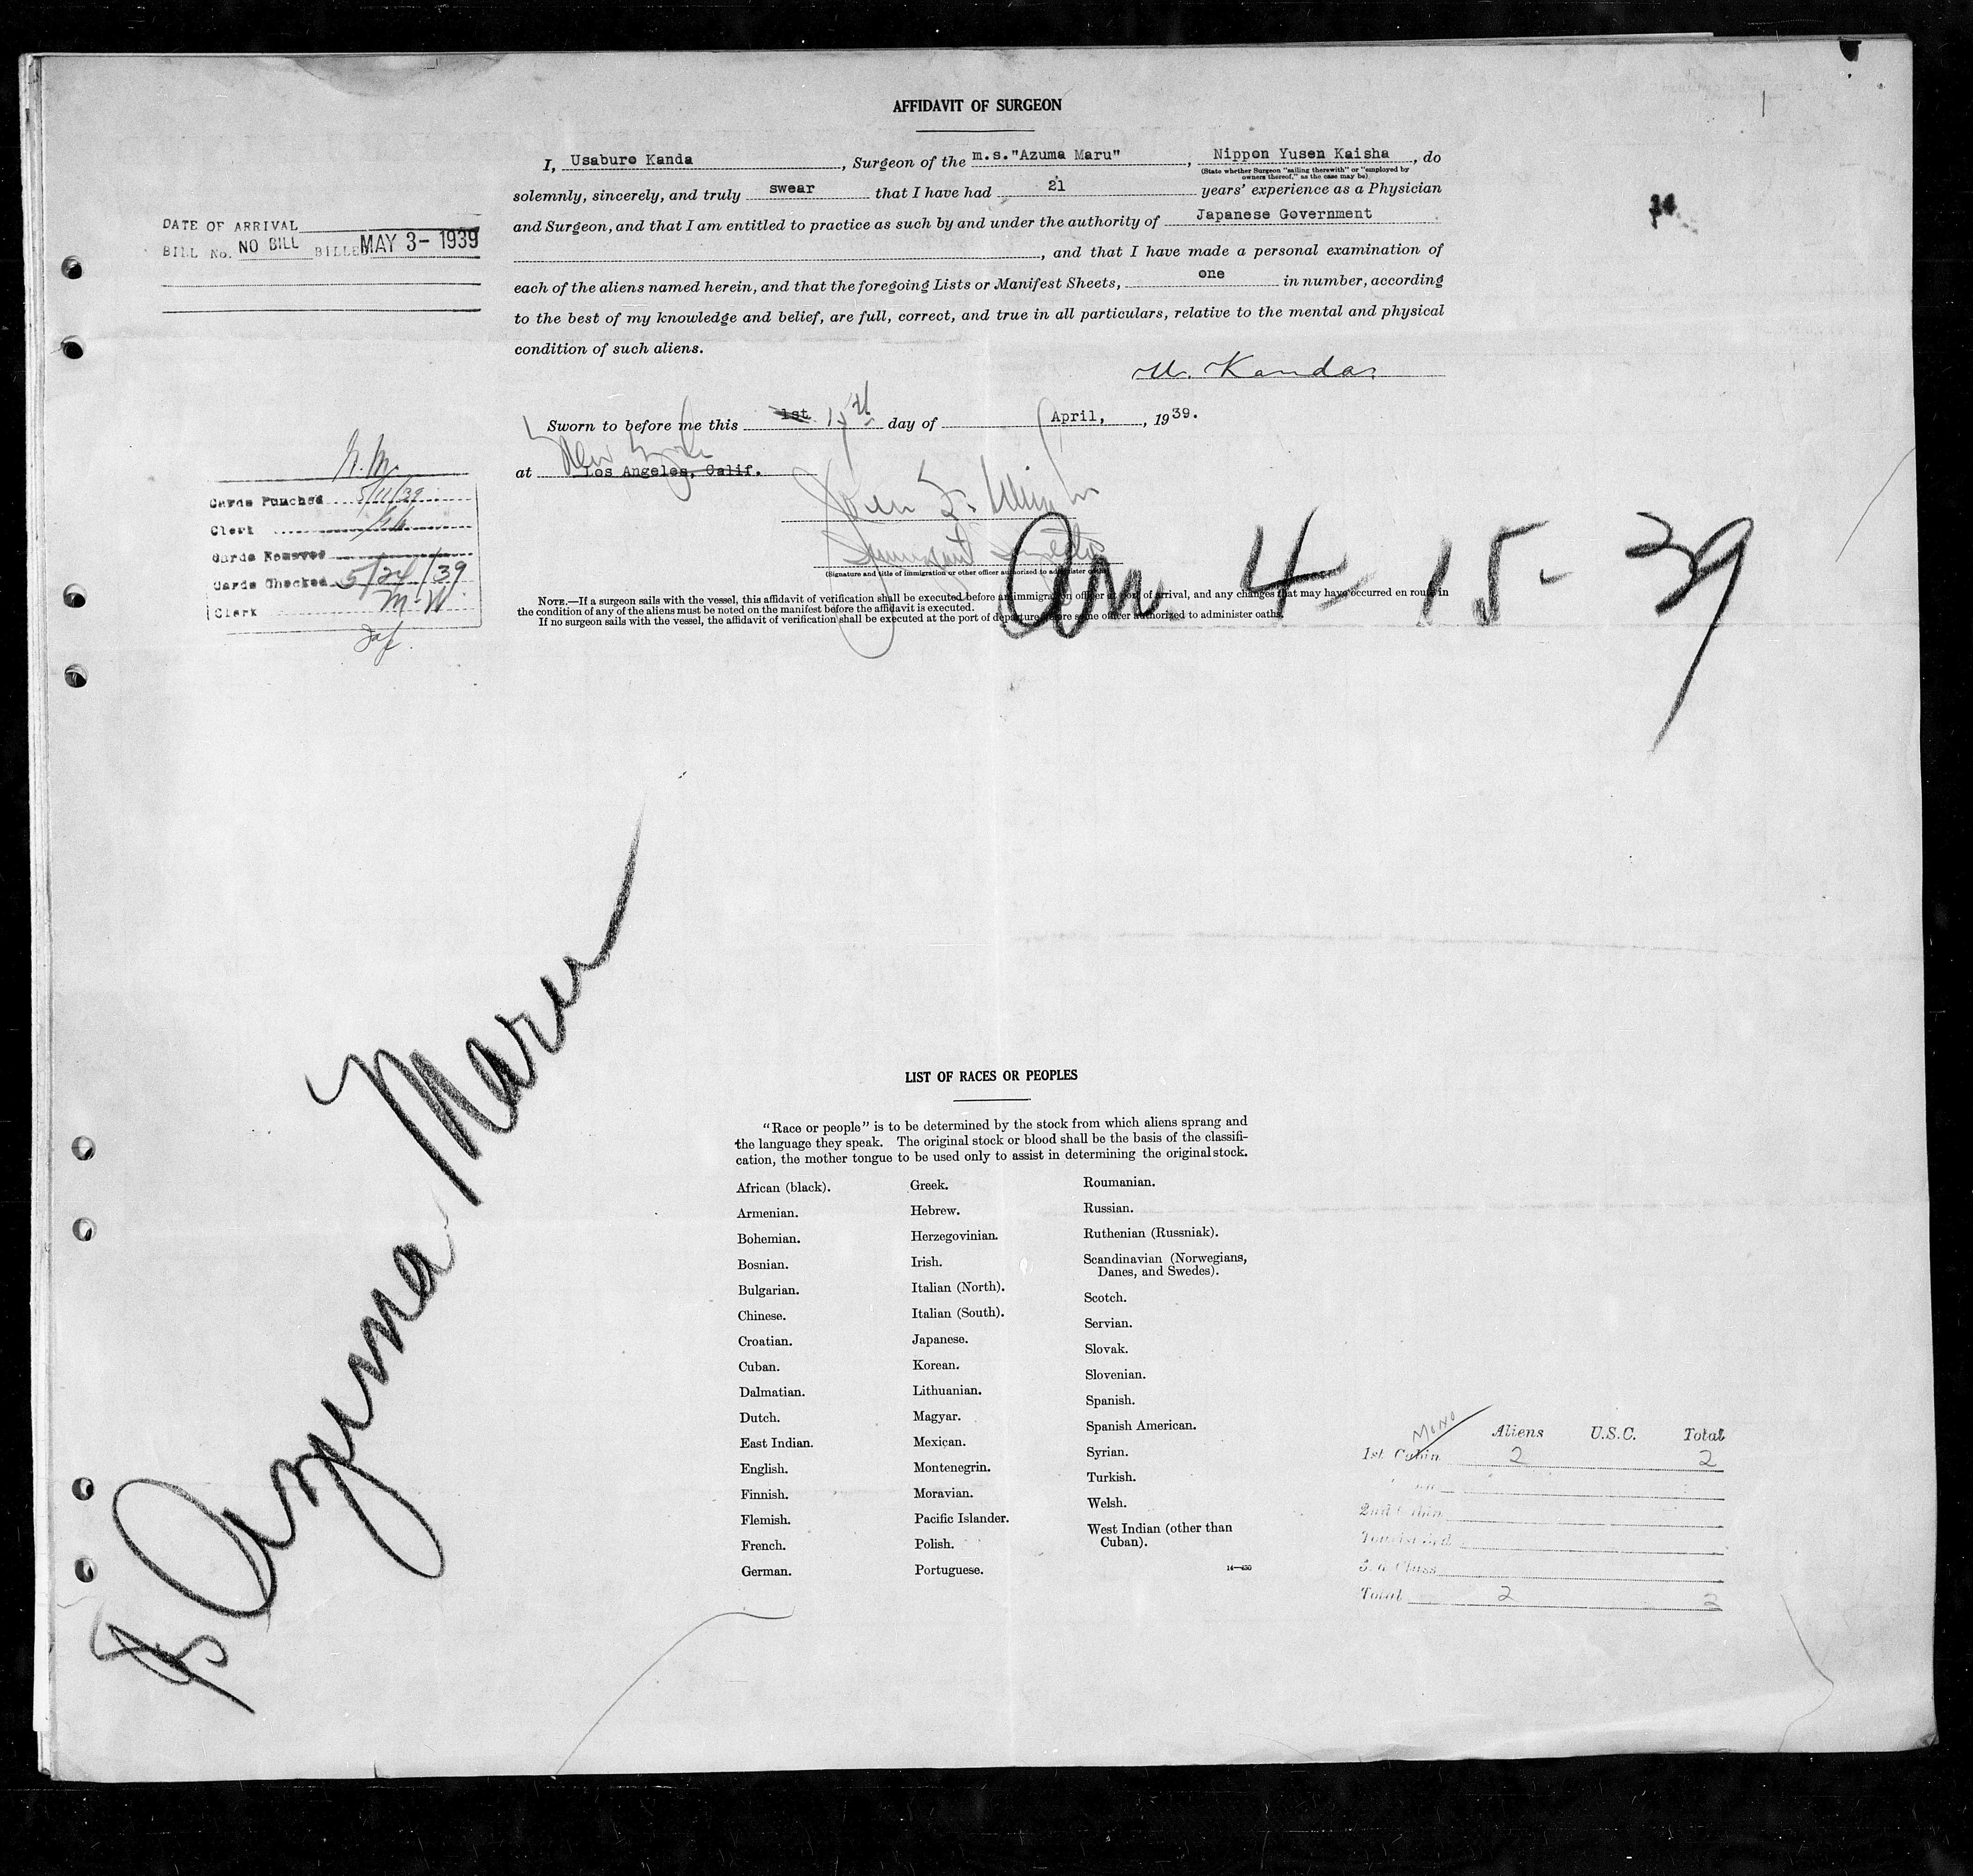 AFFIDAVIT OF SURGEON
I, Usaburo Kanda, Surgeon of the m.s."Azuma Maru", Nippon Yusen Kaisha, do
(State whether Surgeon "sailing therewith" or "employed by
owners thereof," as the case may be)
solemnly, sincerely, and truly swear that I have had 21 years' experience as a Physician
and Surgeon, and that I am entitled to practice as such by and under the authority of Japanese Government
, and that I have made a personal examination of
each of the aliens named herein, and that the foregoing Lists or Manifest Sheets, one in number, according
to the best of my knowledge and belief, are full, correct, and true in all particulars, relative to the mental and physical
condition of such aliens.
U. Kanda
Sworn to before me this 1st 15th day of April, 1939.
New York
at Los Angeles, Calif.
Immigrant Inspector
(Signature and title of immigration or other officer authorized to administer oaths)
NOTE.—If a surgeon sails with the vessel, this affidavit of verification shall be executed before an immigration officer at port of arrival, and any changes that may have occurred en route in
the condition of any of the aliens must be noted on the manifest before the affidavit is executed.
If no surgeon sails with the vessel, the affidavit of verification shall be executed at the port of departure before some officer authorized to administer oaths.
DATE OF ARRIVAL
BILL No. NO BILL BILLED MAY 3- 1939
Cards Punched 5/11/39
Clerk
Cards Removed
Cards Checked 5/24/39
Clerk M.W.
Arr. 4-15-39
SS Azuma Maru
LIST OF RACES OR PEOPLES
"Race or people" is to be determined by the stock from which aliens sprang and
the language they speak. The original stock or blood shall be the basis of the classifi-
cation, the mother tongue to be used only to assist in determining the original stock.
African (black).
Armenian.
Bohemian.
Bosnian.
Bulgarian.
Chinese.
Croatian.
Cuban.
Dalmatian.
Dutch.
East Indian.
English.
Finnish.
Flemish.
French.
German.
Greek.
Hebrew.
Herzegovinian.
Irish.
Italian (North).
Italian (South).
Japanese.
Korean.
Lithuanian.
Magyar.
Mexican.
Montenegrin.
Moravian.
Pacific Islander.
Polish.
Portuguese.
Roumanian.
Russian.
Ruthenian (Russniak).
Scandinavian (Norwegians,
Danes, and Swedes).
Scotch.
Servian.
Slovak.
Slovenian.
Spanish.
Spanish American.
Syrian.
Turkish.
Welsh.
West Indian (other than
Cuban).
14—430
Aliens U.S.C. Total
1st Cabin 2 2
2nd Cabin
Class
Total 2 2